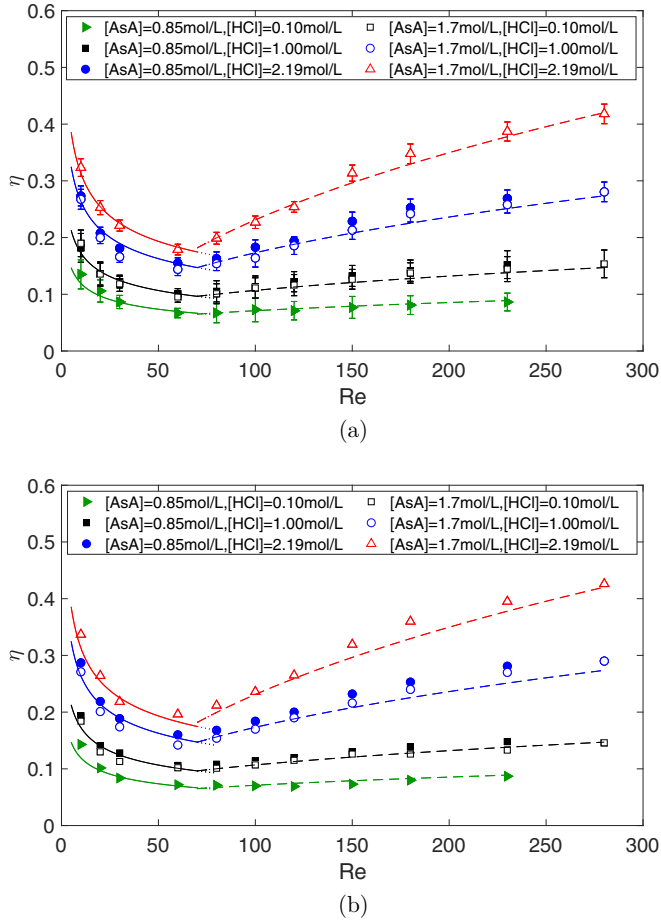 0.6
[AsA]=0.85mol/L,[HCl]=0.10mol/L [AsA]=1.7mol/L,[HCl]=0.10mol/L
[AsA]=0.85mol/L,[HCl]=1.00mol/L [AsA]=1.7mol/L,[HCl]=1.00mol/L
[AsA]=0.85mol/L,[HCl]=2.19mol/L [AsA]=1.7mol/L,[HCl]=2.19mol/L
0.5
0.4
η 0.3
0.2
0.1
0
0 50 100 150 200 250 300
Re
(a)
0.6
[AsA]=0.85mol/L,[HCl]=0.10mol/L [AsA]=1.7mol/L,[HCl]=0.10mol/L
[AsA]=0.85mol/L,[HCl]=1.00mol/L [AsA]=1.7mol/L,[HCl]=1.00mol/L
[AsA]=0.85mol/L,[HCl]=2.19mol/L [AsA]=1.7mol/L,[HCl]=2.19mol/L
0.5
0.4
η 0.3
0.2
0.1
0
0 50 100 150 200 250 300
Re
(b)